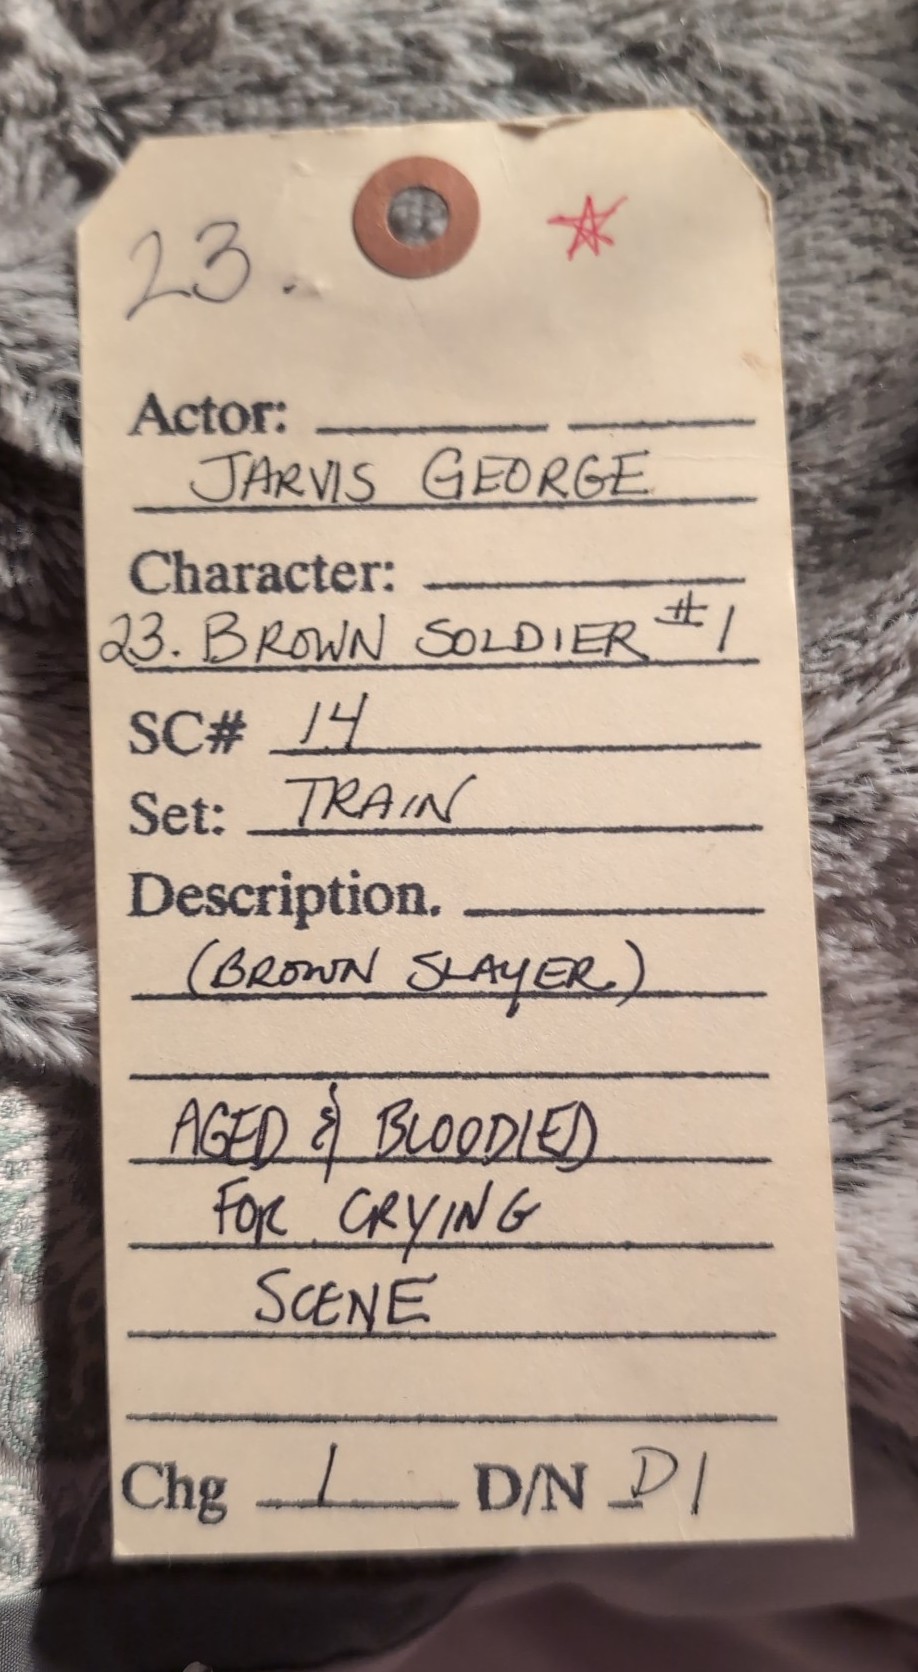 23.
Actor:
JARVIS GEORGE
Character:
23. BROWN SOLDIER #1
SC# 14
Set: TRAIN
Description.
(BROWN SLAYER)
AGED & BLOODIED
FOR CRYING
SCENE
Chg 1 D/N D1